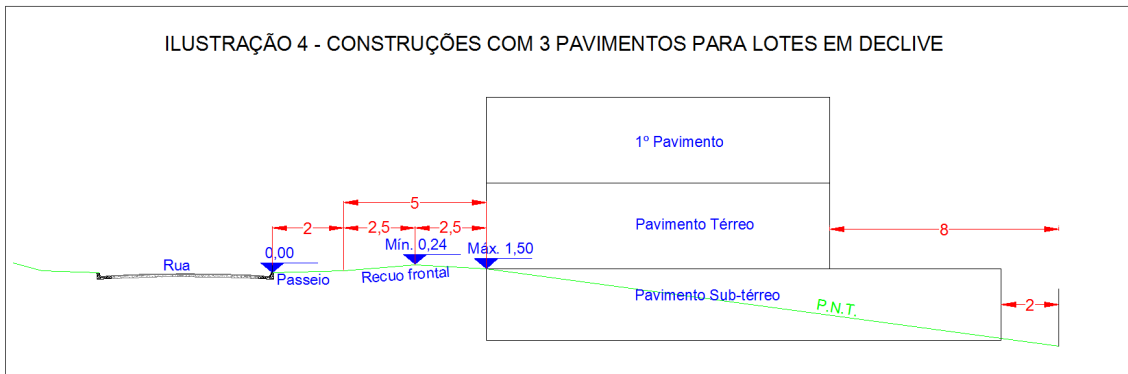 ILUSTRAÇÃO 4 - CONSTRUÇÕES COM 3 PAVIMENTOS PARA LOTES EM DECLIVE
1º Pavimento
5
2
2,5
2,5
Pavimento Térreo
8
0,00
Mín. 0,24
Máx. 1,50
Rua
Passeio
Recuo frontal
Pavimento Sub-térreo
P.N.T.
2